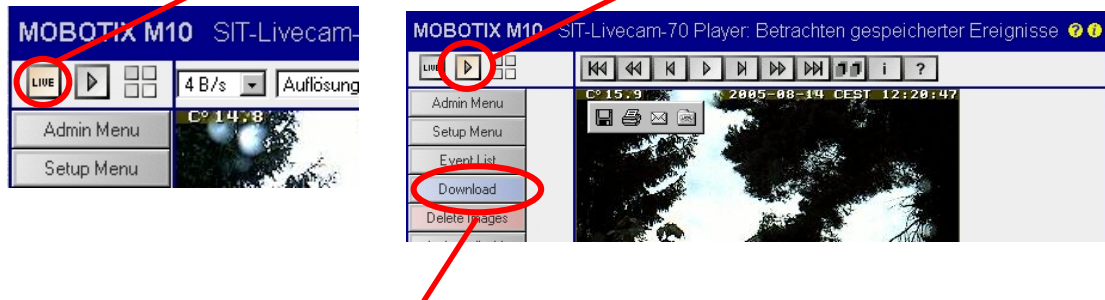 MOBOTIX M10 SIT-Livecam-
LIVE 4 B/s Auflösung
C° 14.8
Admin Menu
Setup Menu
MOBOTIX M10 SIT-Livecam-70 Player: Betrachten gespeicherter Ereignisse ? i
LIVE i ?
C° 15.9 2005-08-14 CEST 12:20:47
Admin Menu
Setup Menu
Event List
Download
Delete Images